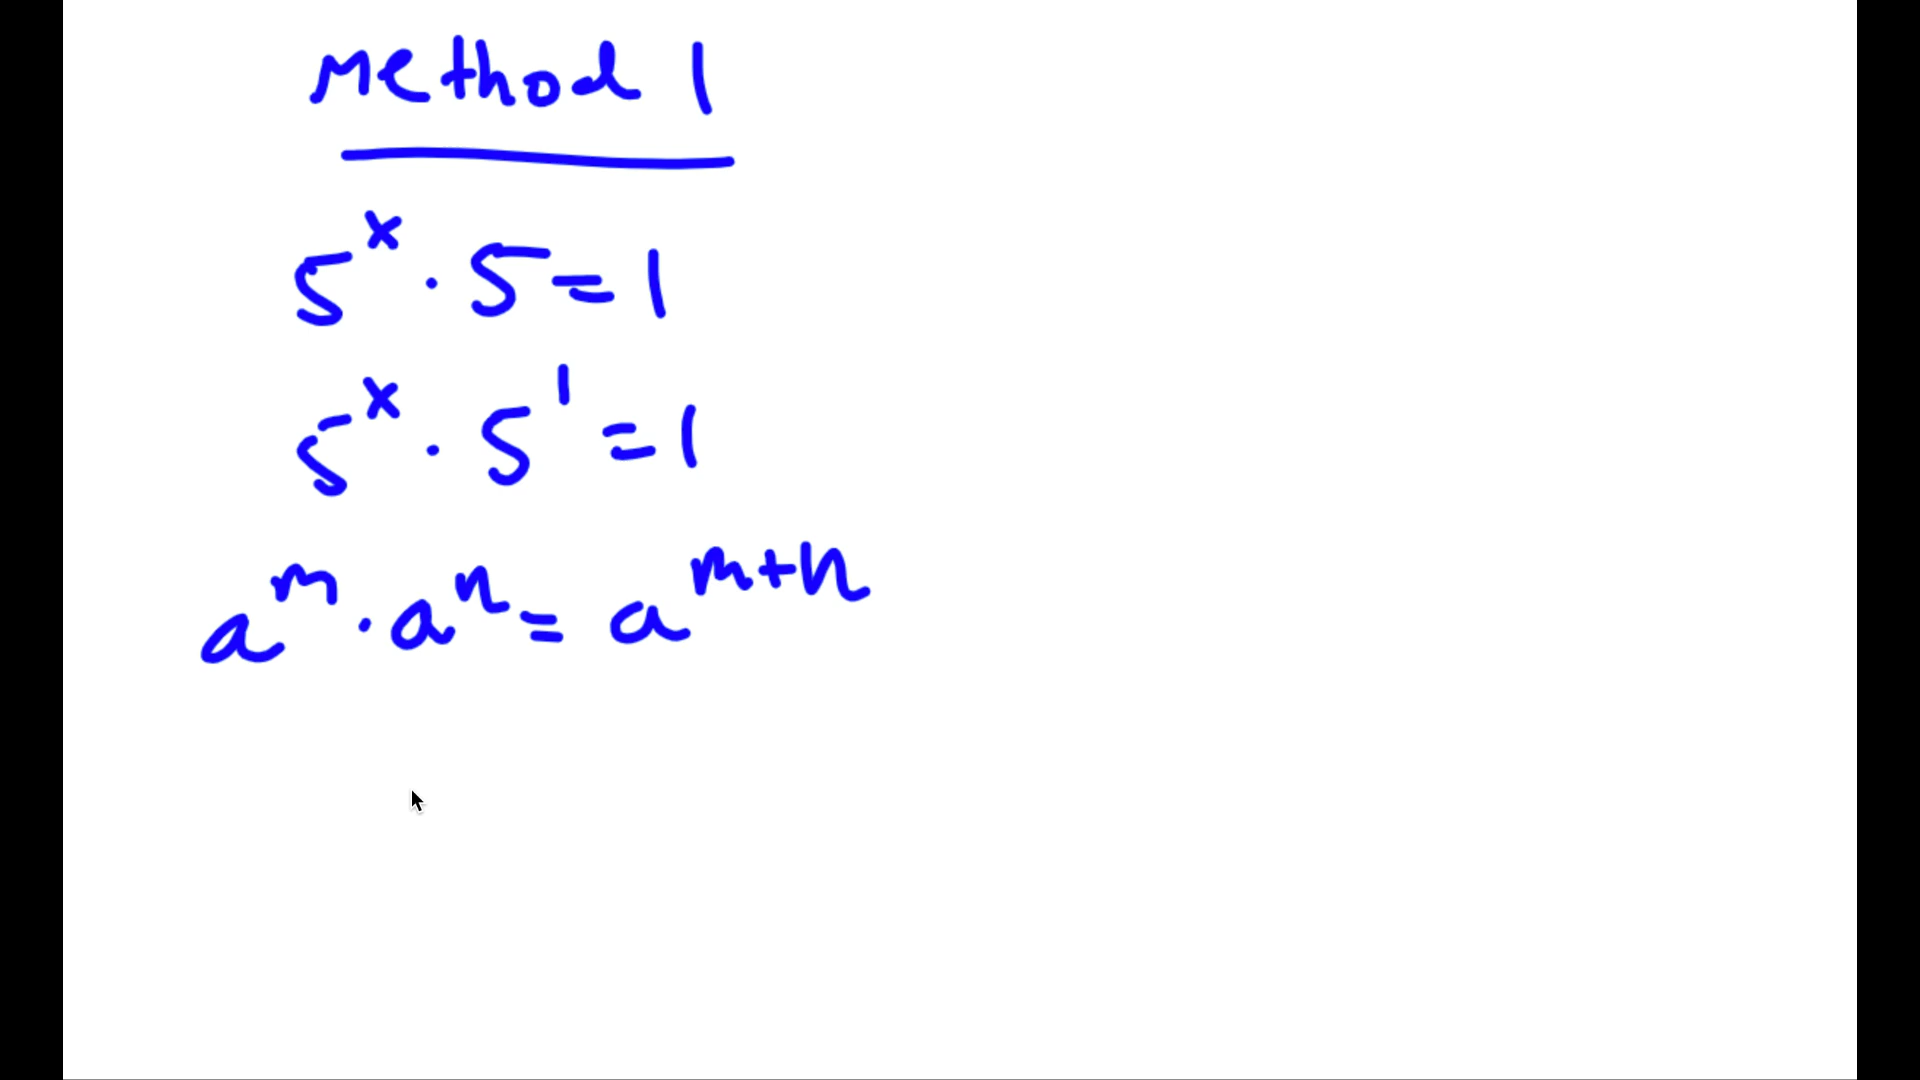 Method 1
5^x · 5 = 1
5^x · 5^1 = 1
a^m · a^n = a^{m+n}